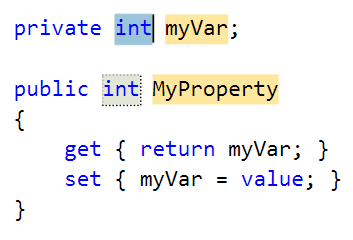 private int myVar;
public int MyProperty
{
get { return myVar; }
set { myVar = value; }
}